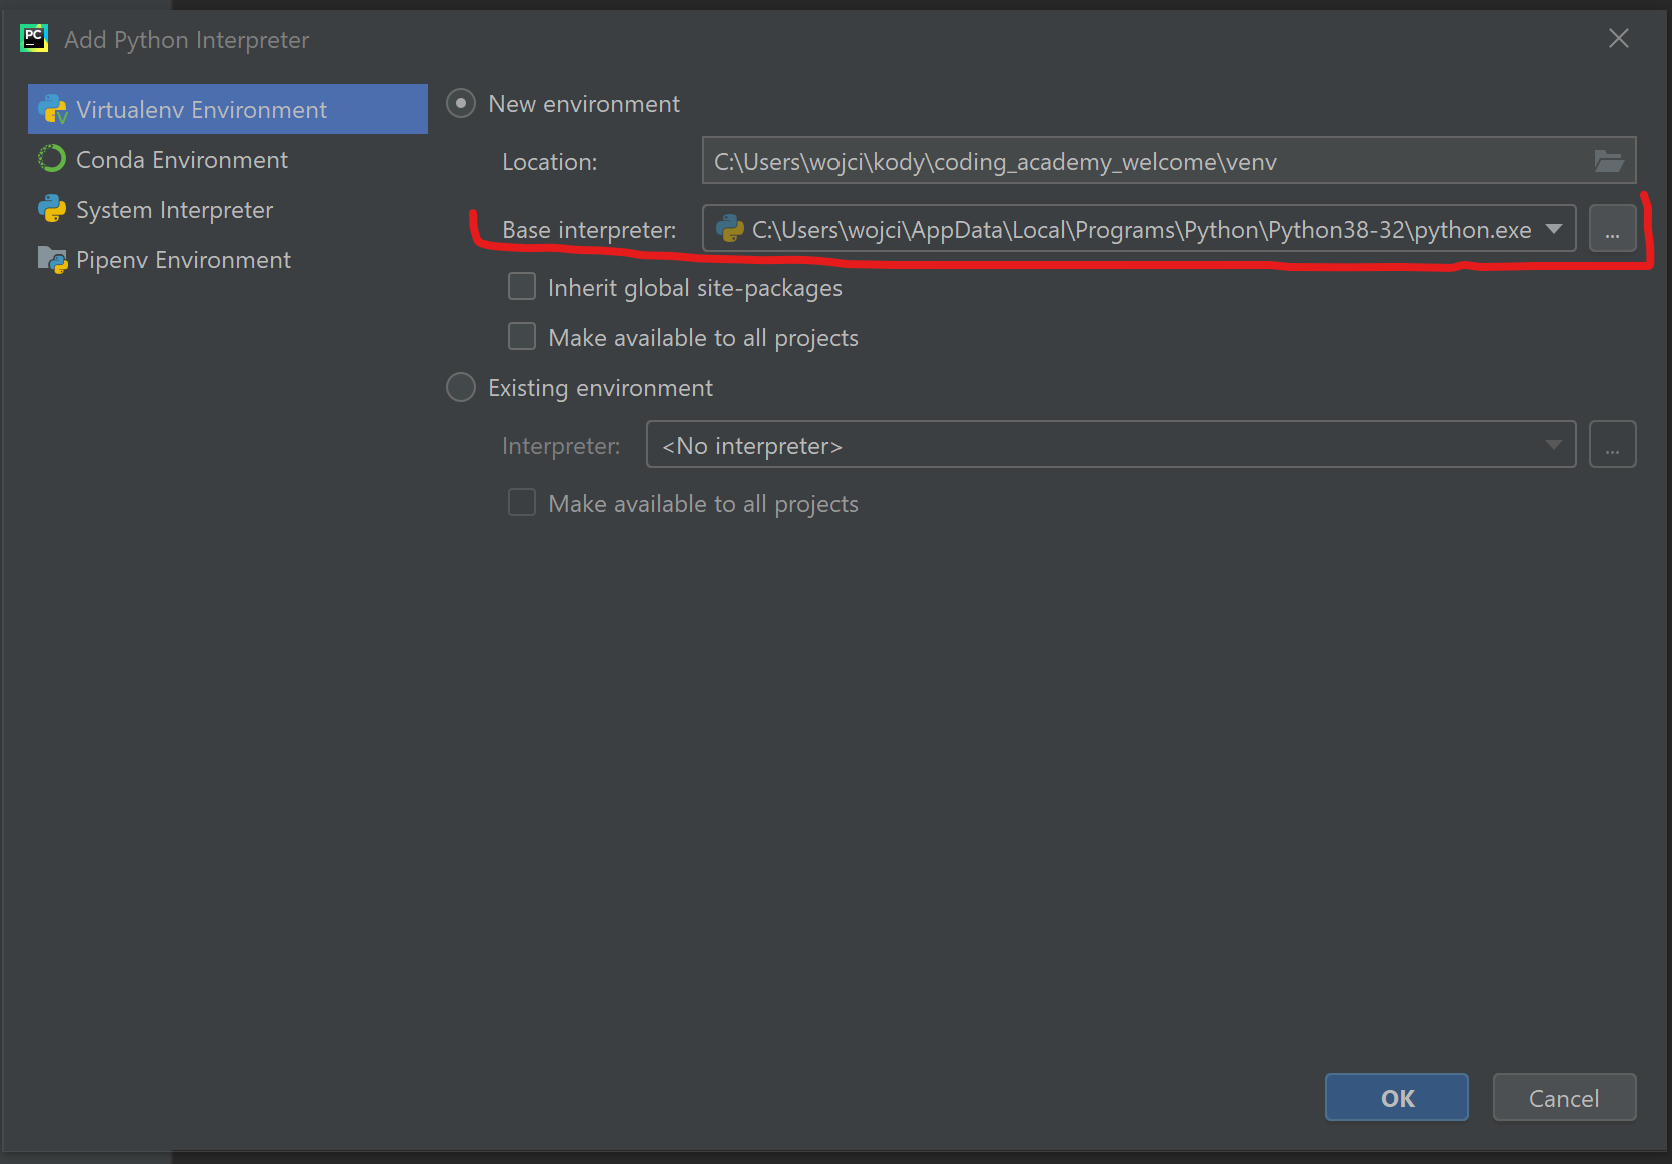 PC
Add Python Interpreter
Virtualenv Environment
Conda Environment
System Interpreter
Pipenv Environment
New environment
Location: C:\Users\wojci\kody\coding_academy_welcome\venv
Base interpreter: C:\Users\wojci\AppData\Local\Programs\Python\Python38-32\python.exe ...
Inherit global site-packages
Make available to all projects
Existing environment
Interpreter: <No interpreter> ...
Make available to all projects
OK Cancel